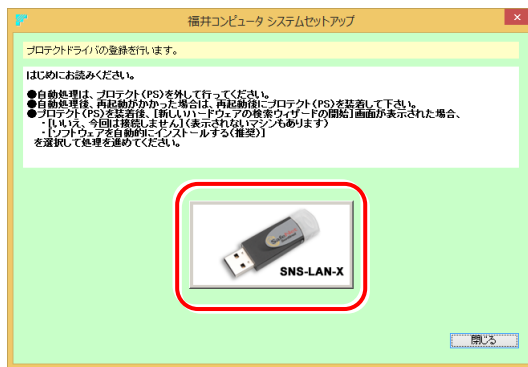 福井コンピュータ システムセットアップ
プロテクトドライバの登録を行います。
はじめにお読みください。
●自動処理は、プロテクト(PS)を外して行ってください。
●自動処理後、再起動がかかった場合は、再起動後にプロテクト(PS)を装着して下さい。
●プロテクト(PS)を装着後、[新しいハードウェアの検索ウィザードの開始]画面が表示された場合、
・[いいえ、今回は接続しません](表示されないマシンもあります)
・[ソフトウェアを自動的にインストールする(推奨)]
を選択して処理を進めてください。
SNS-LAN-X
閉じる